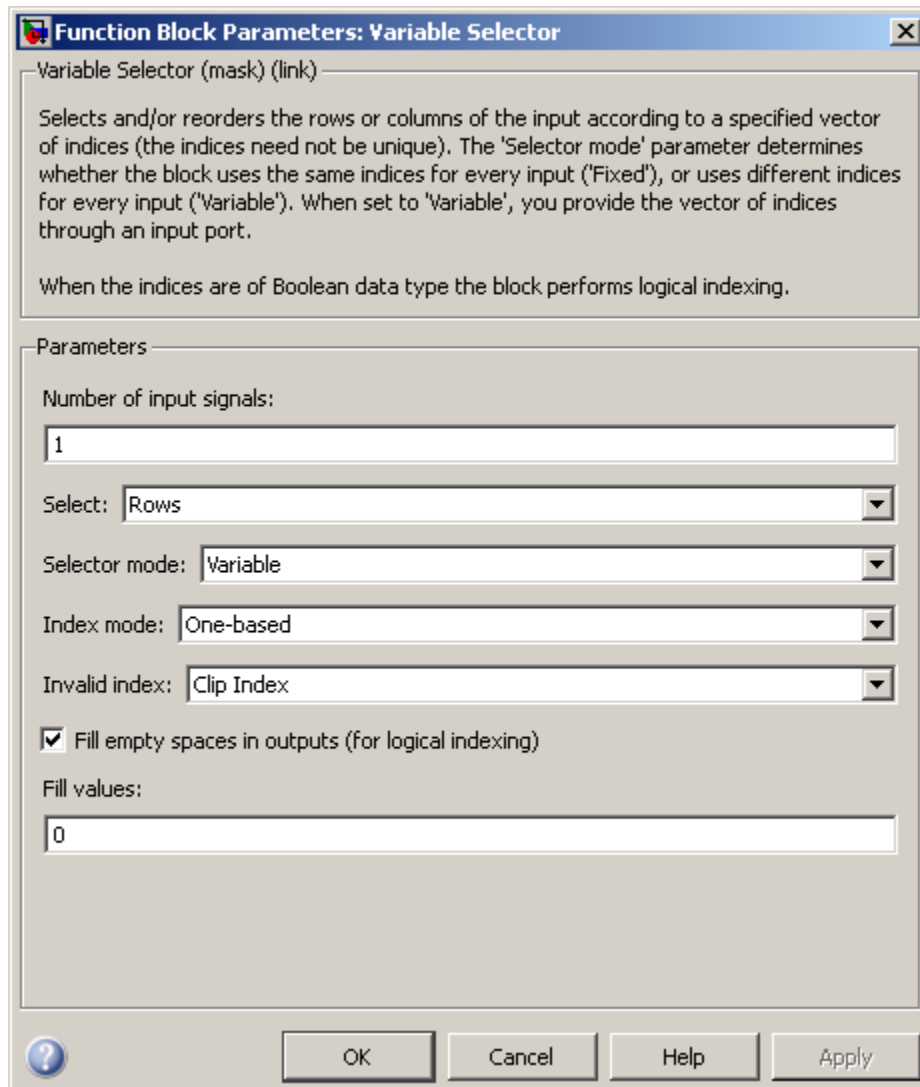 Function Block Parameters: Variable Selector
Variable Selector (mask) (link)
Selects and/or reorders the rows or columns of the input according to a specified vector
of indices (the indices need not be unique). The 'Selector mode' parameter determines
whether the block uses the same indices for every input ('Fixed'), or uses different indices
for every input ('Variable'). When set to 'Variable', you provide the vector of indices
through an input port.
When the indices are of Boolean data type the block performs logical indexing.
Parameters
Number of input signals:
1
Select: Rows
Selector mode: Variable
Index mode: One-based
Invalid index: Clip Index
Fill empty spaces in outputs (for logical indexing)
Fill values:
0
? OK Cancel Help Apply